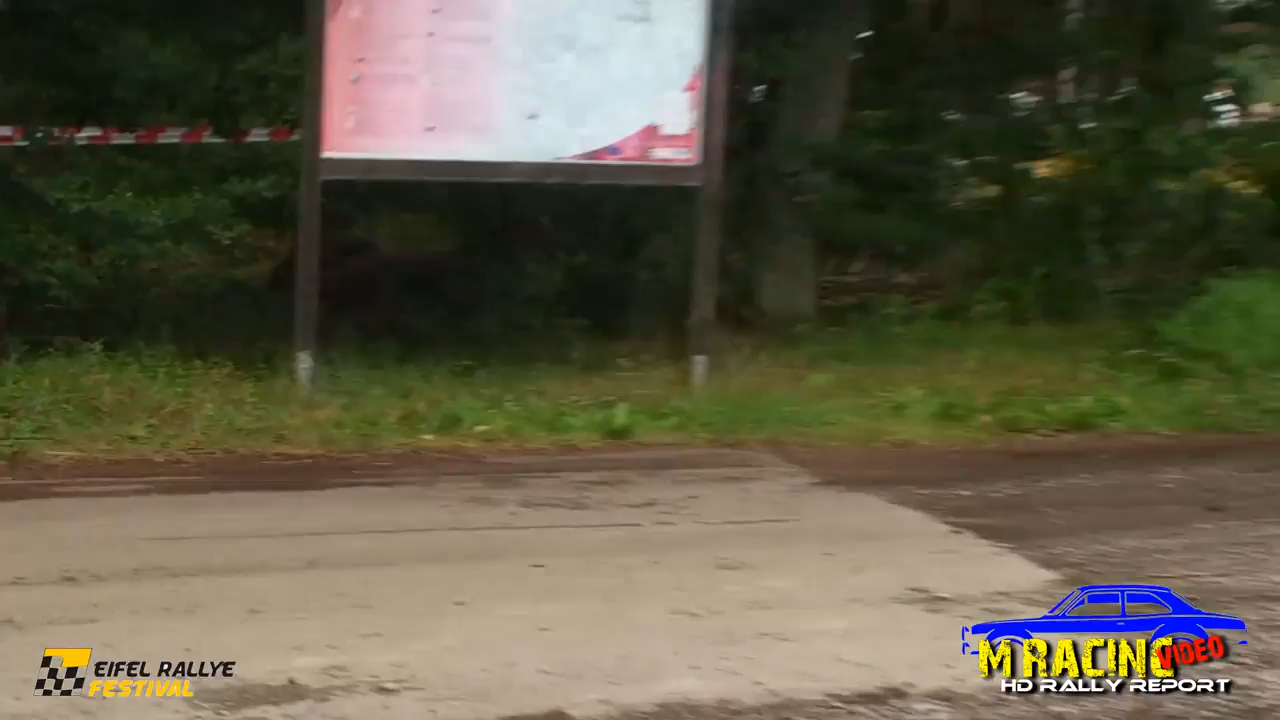 EIFEL RALLYE
FESTIVAL
M RACING
VIDEO
HD RALLY REPORT